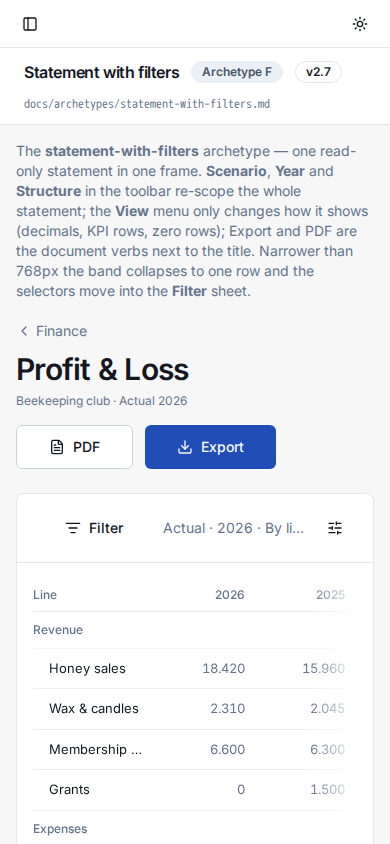 Statement with filters Archetype F v2.7
docs/archetypes/statement-with-filters.md
The statement-with-filters archetype — one read-
only statement in one frame. Scenario, Year and
Structure in the toolbar re-scope the whole
statement; the View menu only changes how it shows
(decimals, KPI rows, zero rows); Export and PDF are
the document verbs next to the title. Narrower than
768px the band collapses to one row and the
selectors move into the Filter sheet.
Finance
Profit & Loss
Beekeeping club · Actual 2026
PDF Export
Filter Actual · 2026 · By li...
Line 2026 2025
Revenue
Honey sales 18.420 15.960
Wax & candles 2.310 2.045
Membership ... 6.600 6.300
Grants 0 1.500
Expenses